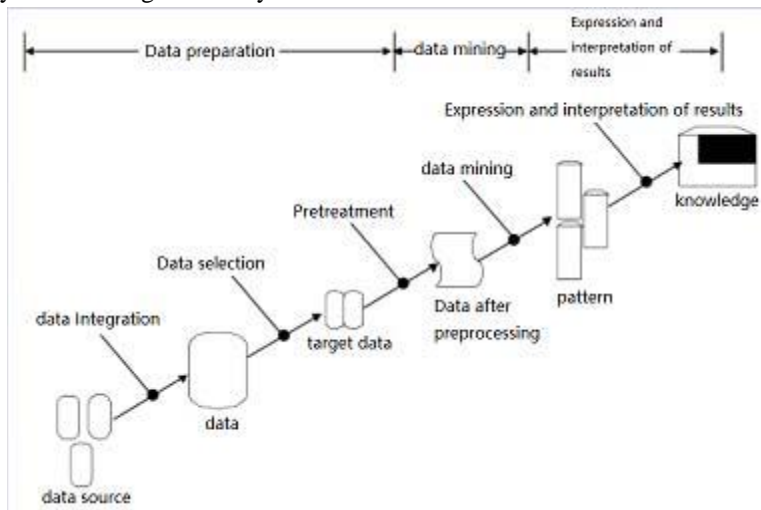 Data preparation
data mining
Expression and
interpretation of
results
Expression and interpretation of results
data mining
knowledge
Pretreatment
pattern
Data selection
Data after
preprocessing
data Integration
target data
data
data source